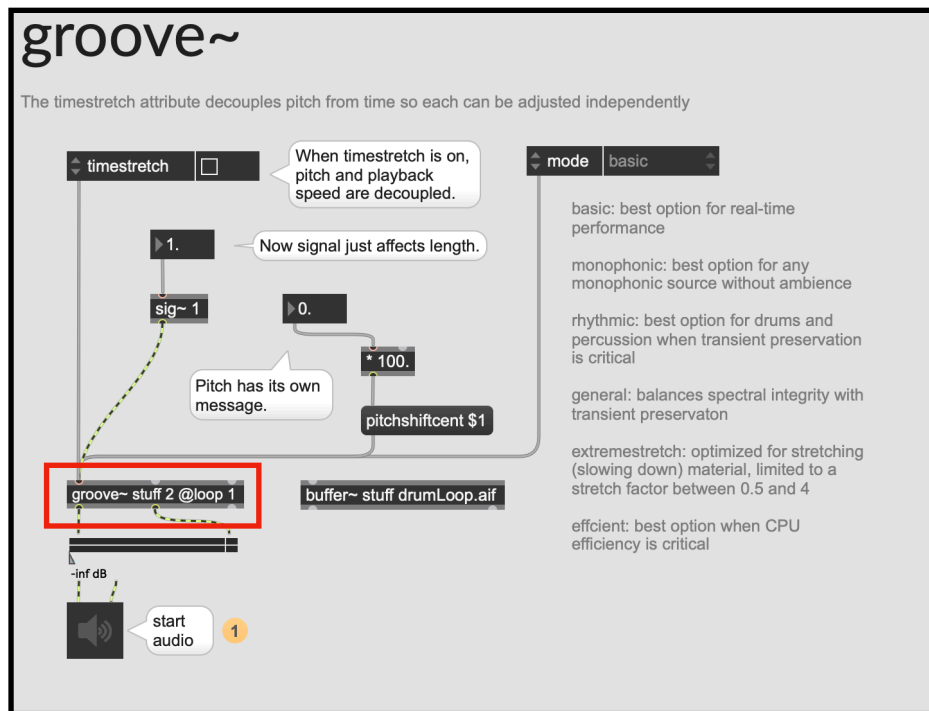 groove~
The timestretch attribute decouples pitch from time so each can be adjusted independently
timestretch
When timestretch is on,
pitch and playback
speed are decoupled.
mode basic
1.
Now signal just affects length.
sig~ 1
0.
* 100.
Pitch has its own
message.
pitchshiftcent $1
basic: best option for real-time
performance
monophonic: best option for any
monophonic source without ambience
rhythmic: best option for drums and
percussion when transient preservation
is critical
general: balances spectral integrity with
transient preservaton
extremestretch: optimized for stretching
(slowing down) material, limited to a
stretch factor between 0.5 and 4
effcient: best option when CPU
efficiency is critical
groove~ stuff 2 @loop 1
buffer~ stuff drumLoop.aif
-inf dB
start
audio
1